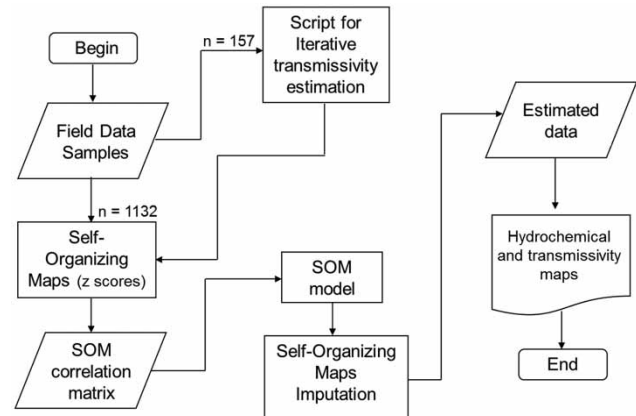 Begin
n = 157
Script for
Iterative
transmissivity
estimation
Field Data
Samples
n = 1132
Self-
Organizing
Maps (z scores)
SOM
correlation
matrix
SOM
model
Self-Organizing
Maps
Imputation
Estimated
data
Hydrochemical
and transmissivity
maps
End